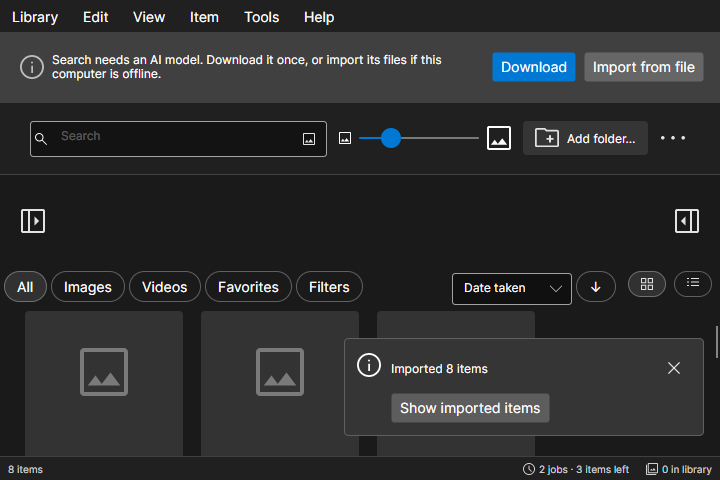 Library Edit View Item Tools Help
Search needs an AI model. Download it once, or import its files if this
computer is offline.
Download
Import from file
Search
Add folder...
All Images Videos Favorites Filters
Date taken
Imported 8 items
Show imported items
8 items
2 jobs · 3 items left
0 in library